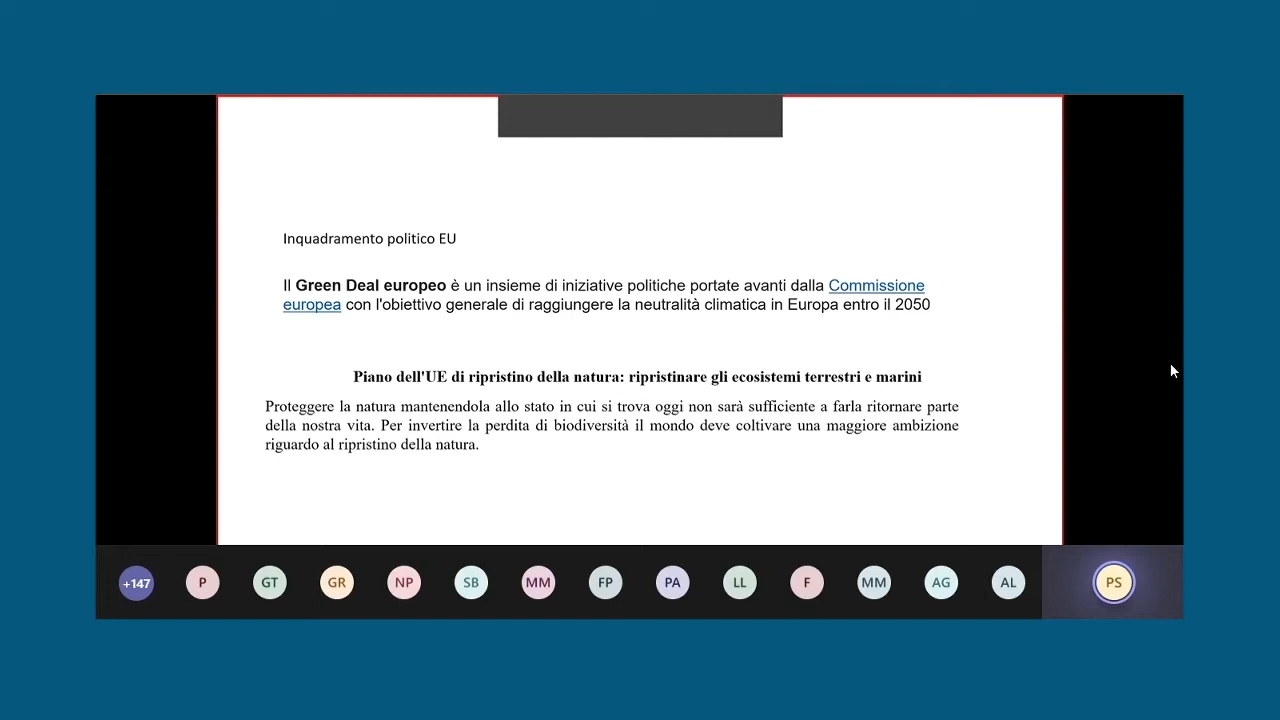 Inquadramento politico EU
Il Green Deal europeo è un insieme di iniziative politiche portate avanti dalla Commissione
europea con l'obiettivo generale di raggiungere la neutralità climatica in Europa entro il 2050
Piano dell'UE di ripristino della natura: ripristinare gli ecosistemi terrestri e marini
Proteggere la natura mantenendola allo stato in cui si trova oggi non sarà sufficiente a farla ritornare parte
della nostra vita. Per invertire la perdita di biodiversità il mondo deve coltivare una maggiore ambizione
riguardo al ripristino della natura.
+147 P GT GR NP SB MM FP PA LL F MM AG AL PS